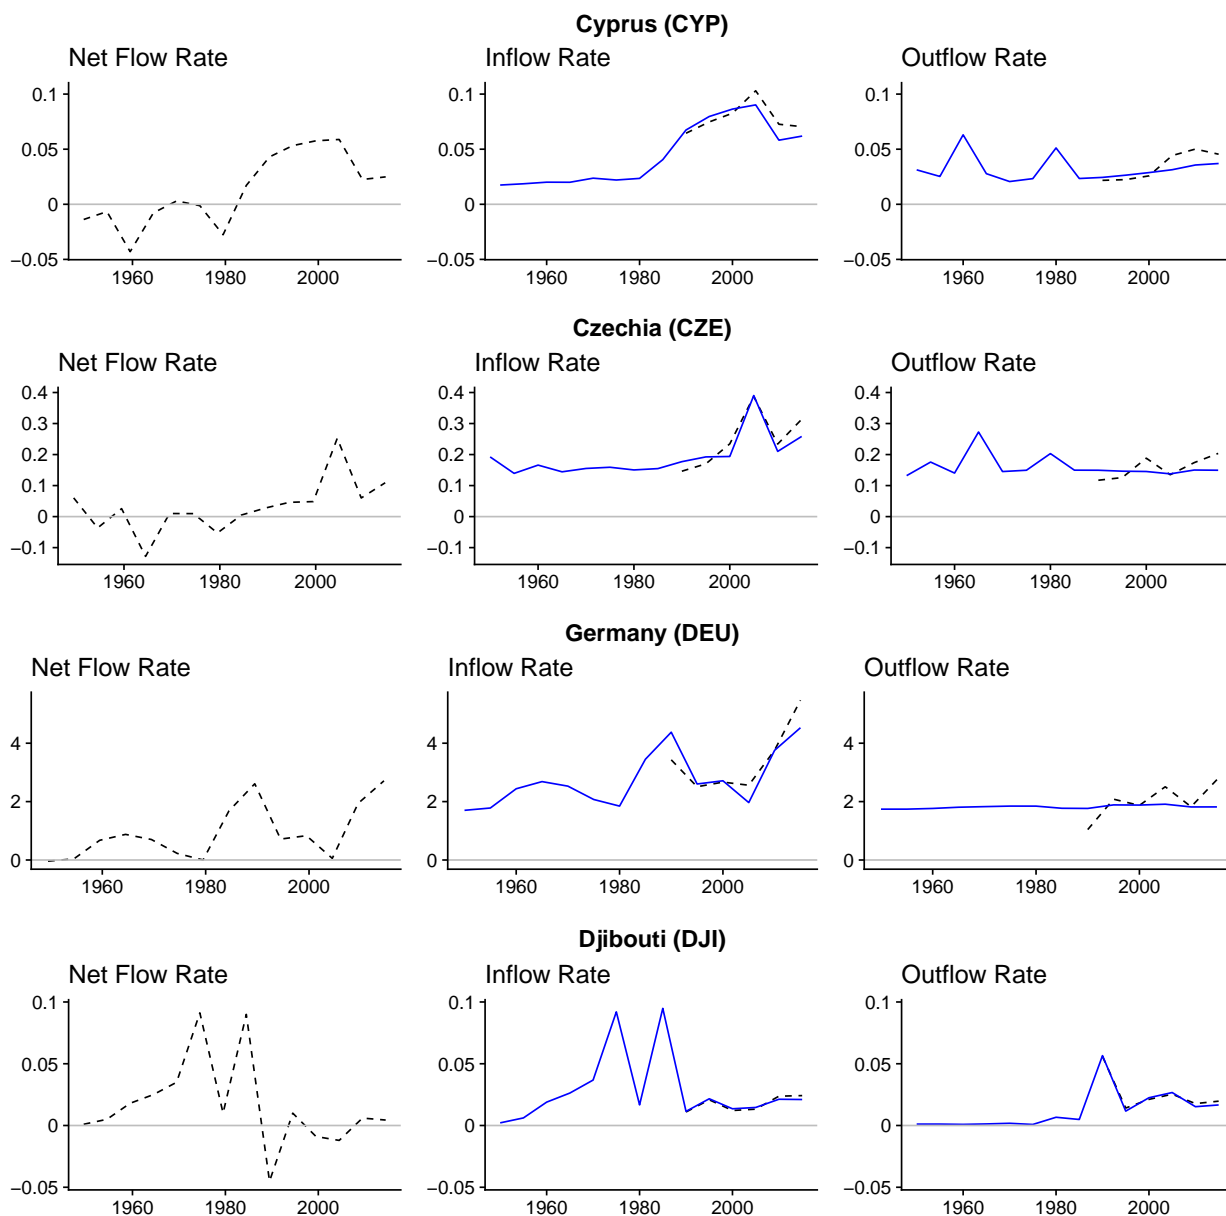 Cyprus (CYP)
Net Flow Rate Inflow Rate Outflow Rate
0.1 0.1 0.1
0.05 0.05 0.05
0 0 0
−0.05 −0.05 −0.05
1960 1980 2000 1960 1980 2000 1960 1980 2000
Czechia (CZE)
Net Flow Rate Inflow Rate Outflow Rate
0.4 0.4 0.4
0.3 0.3 0.3
0.2 0.2 0.2
0.1 0.1 0.1
0 0 0
−0.1 −0.1 −0.1
1960 1980 2000 1960 1980 2000 1960 1980 2000
Germany (DEU)
Net Flow Rate Inflow Rate Outflow Rate
4 4 4
2 2 2
0 0 0
1960 1980 2000 1960 1980 2000 1960 1980 2000
Djibouti (DJI)
Net Flow Rate Inflow Rate Outflow Rate
0.1 0.1 0.1
0.05 0.05 0.05
0 0 0
−0.05 −0.05 −0.05
1960 1980 2000 1960 1980 2000 1960 1980 2000